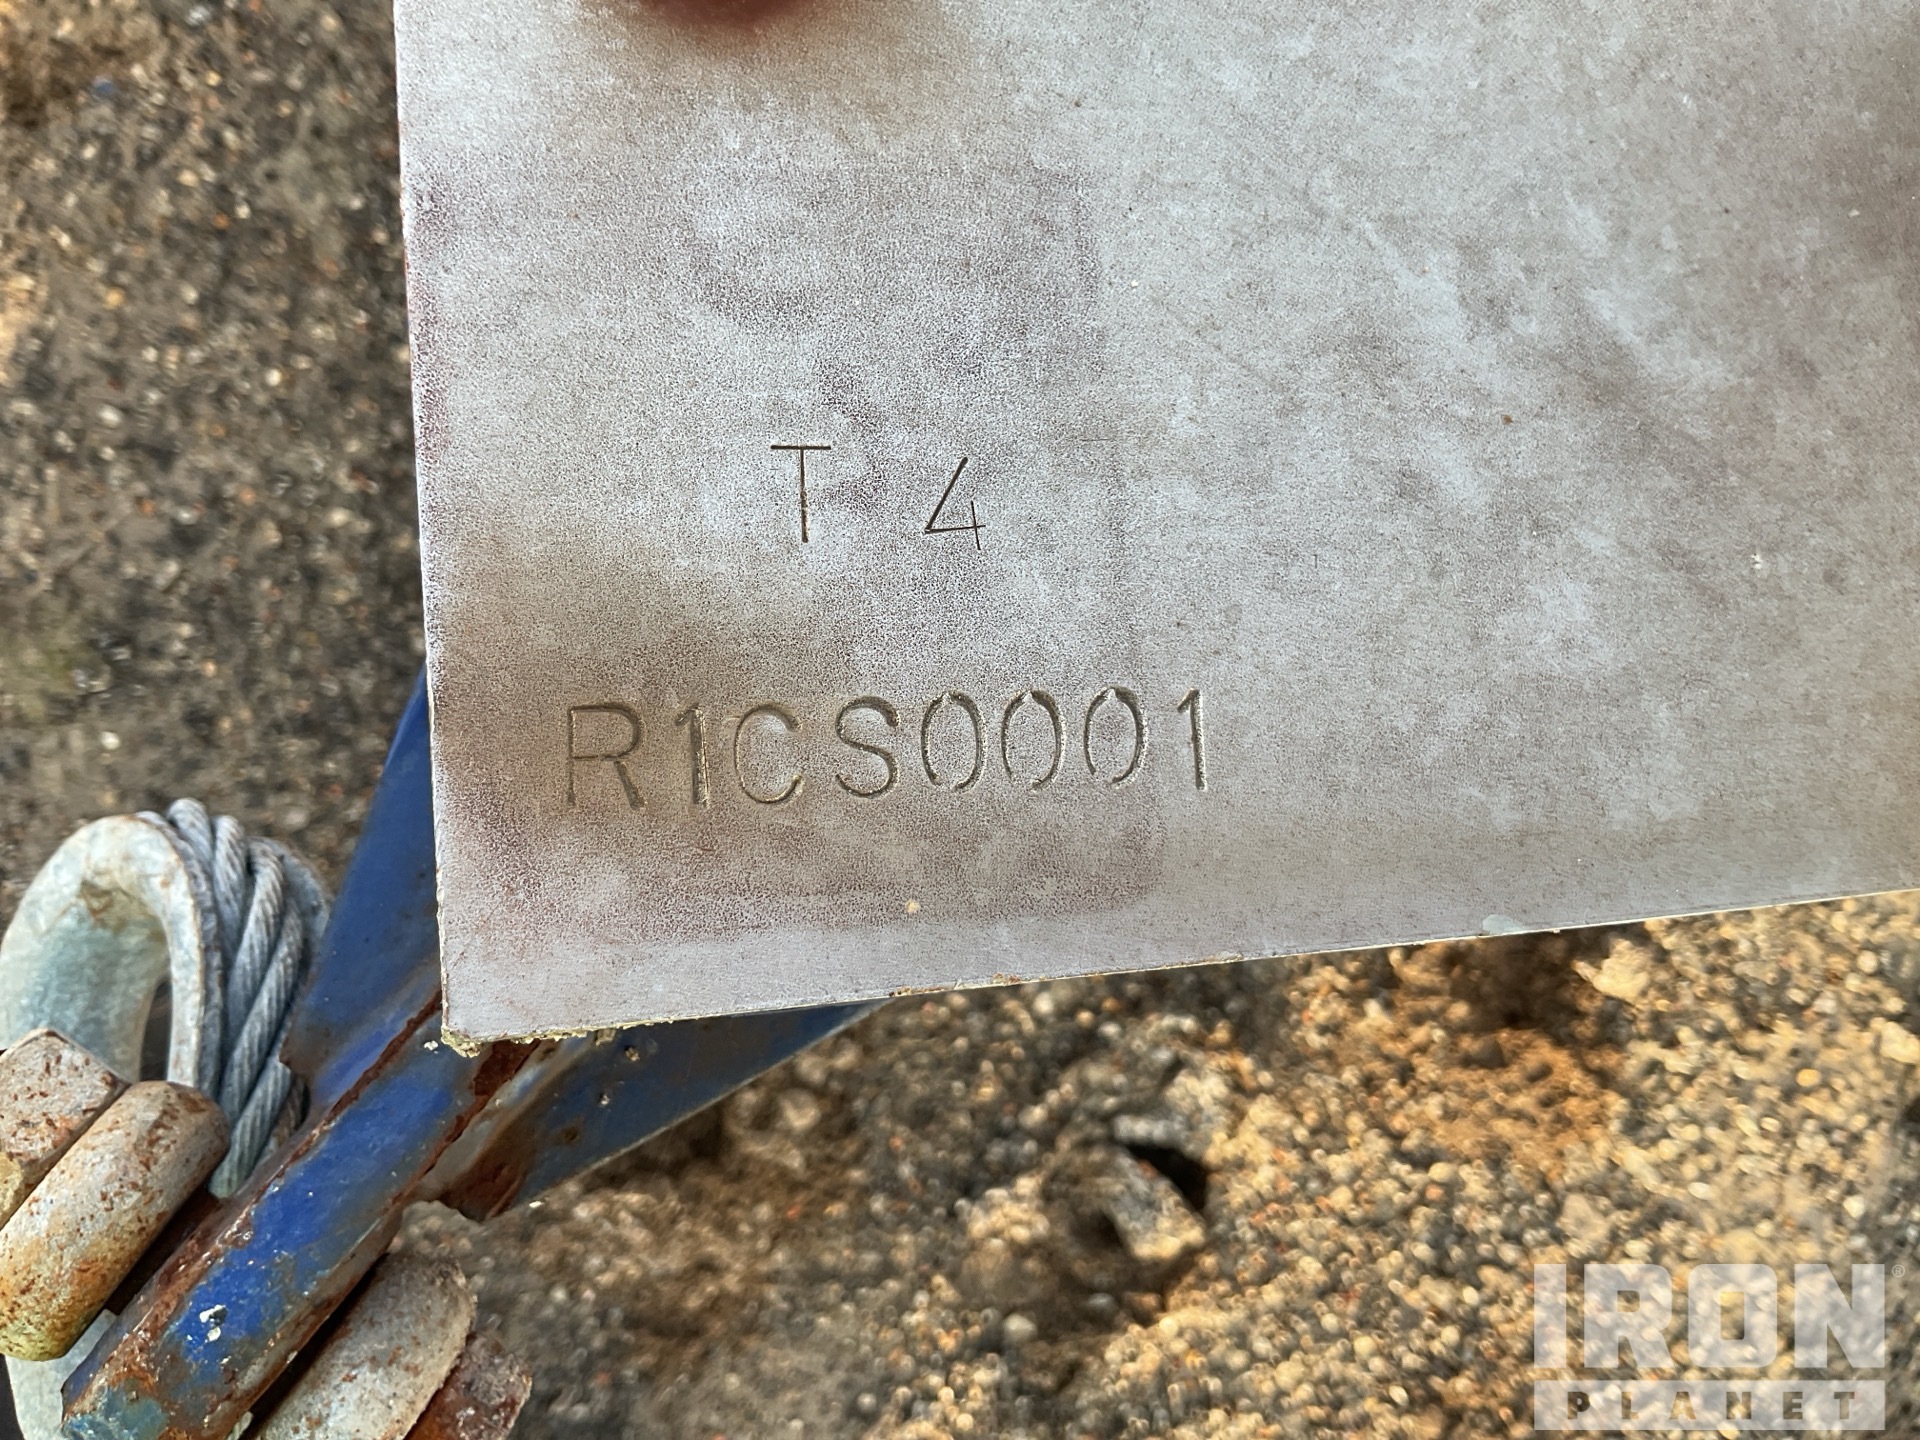 T 4
R1CS0001
IRON®
PLANET